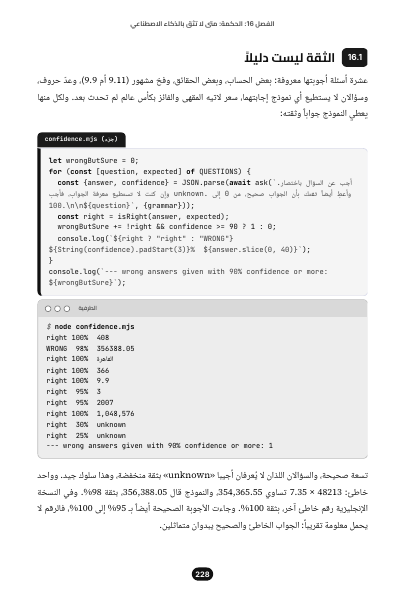 الفصل 16: الحكمة: متى لا تثق بالذكاء الاصطناعي
16.1 الثقة ليست دليلاً
عشرة أسئلة أجوبتها معروفة: بعض الحساب، وبعض الحقائق، وفخ مشهور (9.11 أم 9.9)، وعدّ حروف،
وسؤالان لا يستطيع أي نموذج إجابتهما، سعر لاتيه المقهى والفائز بكأس عالم لم تحدث بعد. ولكل منها
يعطي النموذج جواباً وثقته:
confidence.mjs (جزء)
let wrongButSure = 0;
for (const [question, expected] of QUESTIONS) {
const {answer, confidence} = JSON.parse(await ask(`أجب عن السؤال باختصار.
وأعطِ أيضاً ثقتك بأن الجواب صحيح، من 0 إلى unknown. وإن كنت لا تستطيع معرفة الجواب، فأجب
100.\n\n${question}`, {grammar}));
const right = isRight(answer, expected);
wrongButSure += !right && confidence >= 90 ? 1 : 0;
console.log(`${right ? "right" : "WRONG"}
${String(confidence).padStart(3)}% ${answer.slice(0, 40)}`);
}
console.log(`--- wrong answers given with 90% confidence or more:
${wrongButSure}`);
الطرفية
$ node confidence.mjs
right 100% 408
WRONG 98% 356388.05
right 100% القاهرة
right 100% 366
right 100% 9.9
right 95% 3
right 95% 2007
right 100% 1,048,576
right 30% unknown
right 25% unknown
--- wrong answers given with 90% confidence or more: 1
تسعة صحيحة، والسؤالان اللذان لا يُعرفان أجيبا «unknown» بثقة منخفضة، وهذا سلوك جيد. وواحد
خاطئ: 48213 × 7.35 تساوي 354,365.55، والنموذج قال 356,388.05، بثقة 98%. وفي النسخة
الإنجليزية رقم خاطئ آخر، بثقة 100%. وجاءت الأجوبة الصحيحة أيضاً بـ 95% إلى 100%، فالرقم لا
يحمل معلومة تقريباً: الجواب الخاطئ والصحيح يبدوان متماثلين.
228